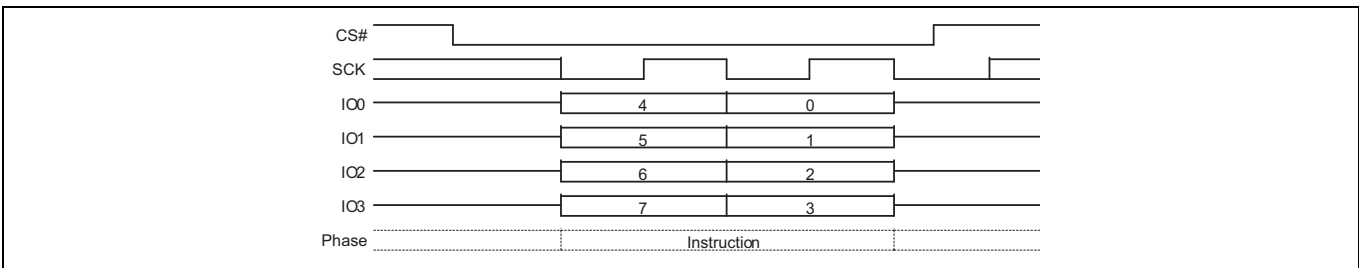 CS#
SCK
IO0 4 0
IO1 5 1
IO2 6 2
IO3 7 3
Phase Instruction